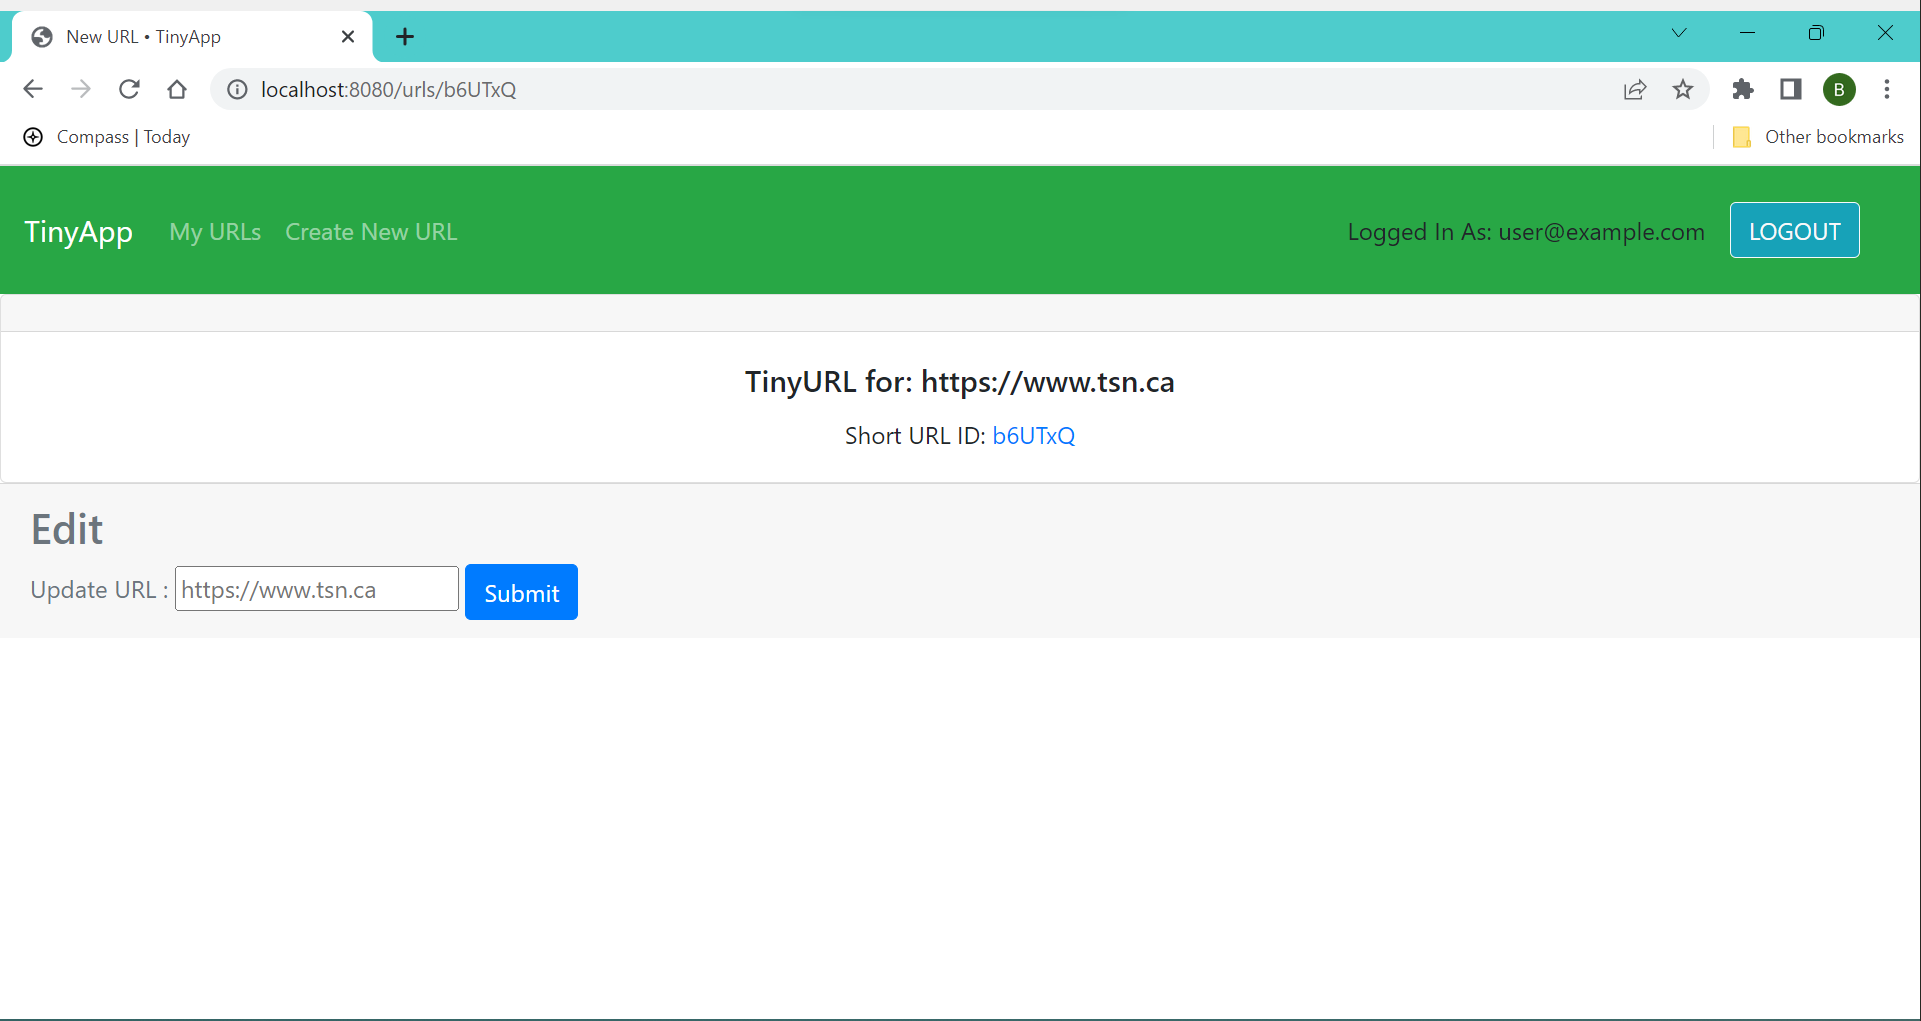 New URL • TinyApp
localhost:8080/urls/b6UTxQ
B
Compass | Today
Other bookmarks
TinyApp My URLs Create New URL Logged In As: user@example.com LOGOUT
TinyURL for: https://www.tsn.ca
Short URL ID: b6UTxQ
Edit
Update URL : https://www.tsn.ca Submit